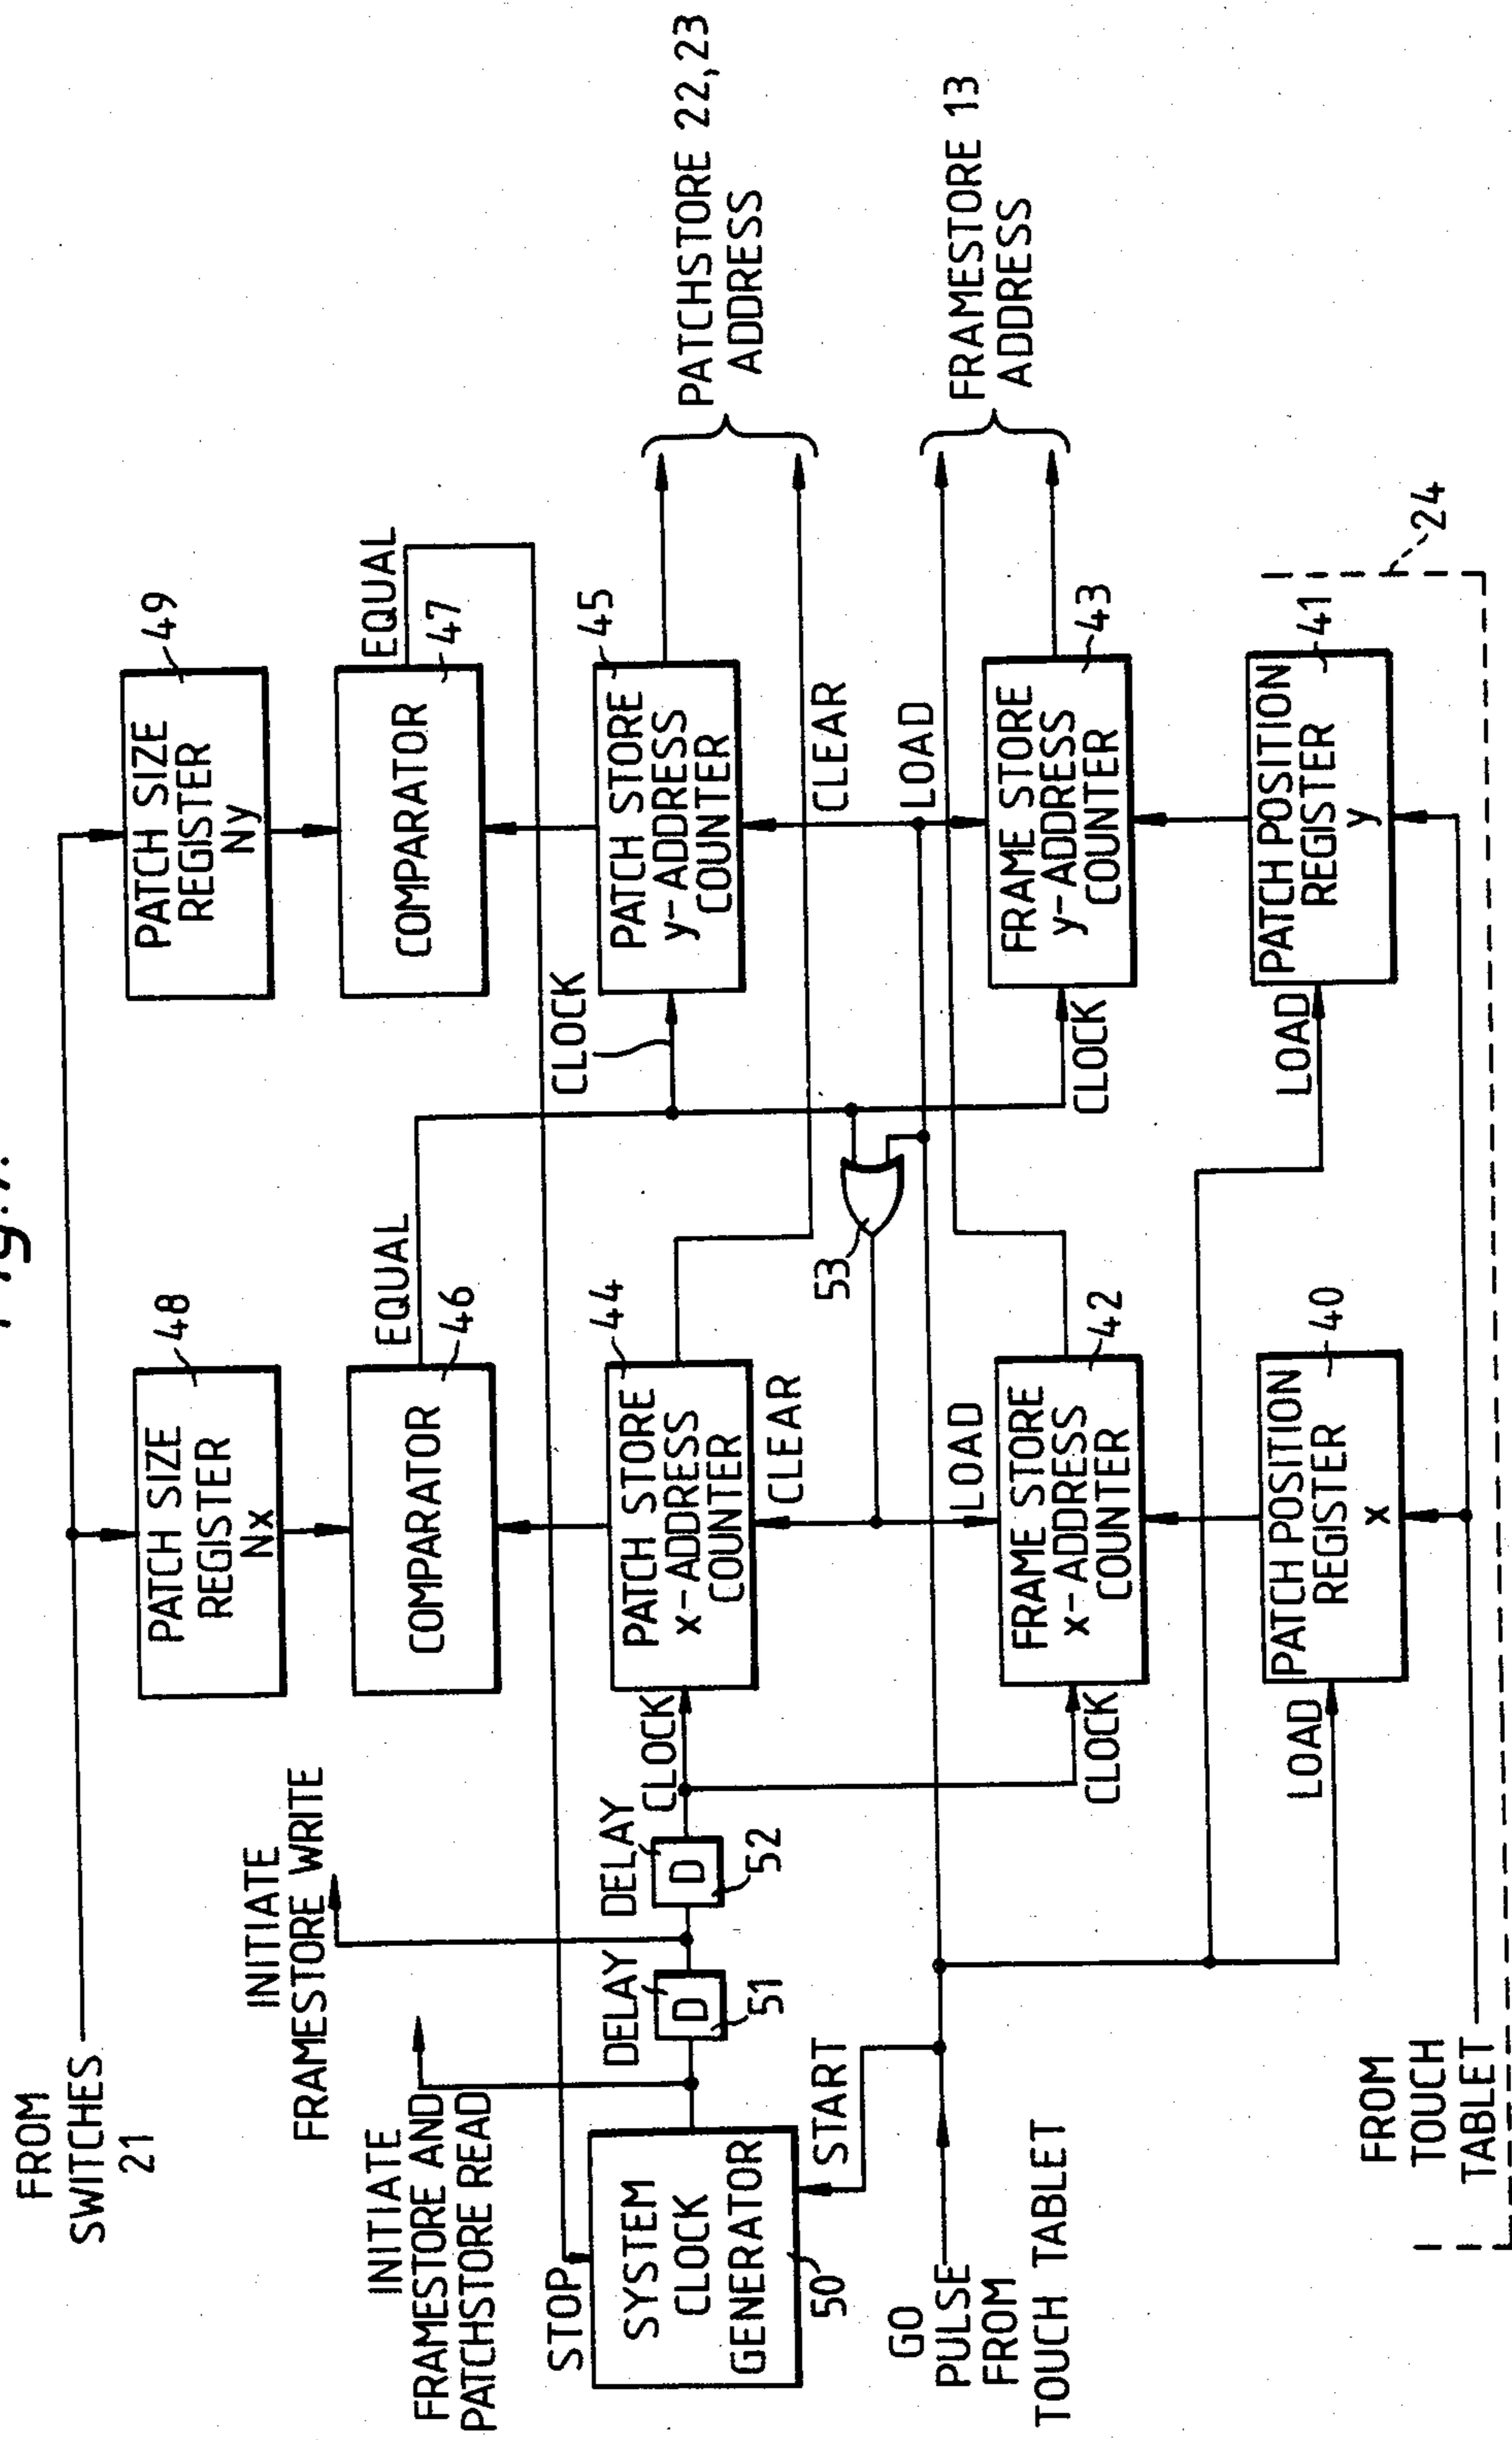 Fig.7.
FROM
SWITCHES
21
PATCH SIZE
REGISTER
Nx
48
PATCH SIZE
REGISTER
Ny
49
INITIATE
FRAMESTORE WRITE
INITIATE
FRAMESTORE AND
PATCHSTORE READ
COMPARATOR
EQUAL
46
COMPARATOR
EQUAL
47
STOP
SYSTEM
CLOCK
GENERATOR
50
START
DELAY
D
51
DELAY
D
52
CLOCK
PATCH STORE
x-ADDRESS
COUNTER
44
CLEAR
CLOCK
PATCH STORE
y-ADDRESS
COUNTER
45
CLEAR
PATCHSTORE 22,23
ADDRESS
53
GO
PULSE
FROM
TOUCH TABLET
LOAD
CLOCK
FRAME STORE
x-ADDRESS
COUNTER
42
LOAD
CLOCK
FRAME STORE
y-ADDRESS
COUNTER
43
FRAMESTORE 13
ADDRESS
LOAD
PATCH POSITION
REGISTER
x
40
LOAD
PATCH POSITION
REGISTER
y
41
24
FROM
TOUCH
TABLET